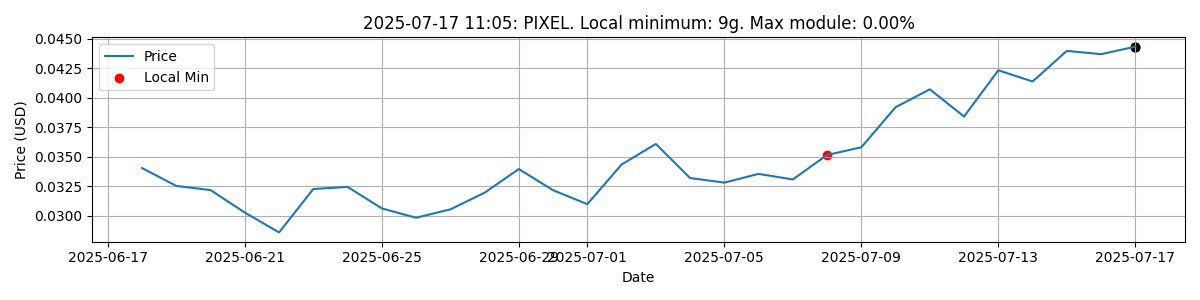 2025-07-17 11:05: PIXEL. Local minimum: 9g. Max module: 0.00%
Price
Local Min
Price (USD)
0.0450
0.0425
0.0400
0.0375
0.0350
0.0325
0.0300
2025-06-17 2025-06-21 2025-06-25 2025-06-29 2025-07-01 2025-07-05 2025-07-09 2025-07-13 2025-07-17
Date